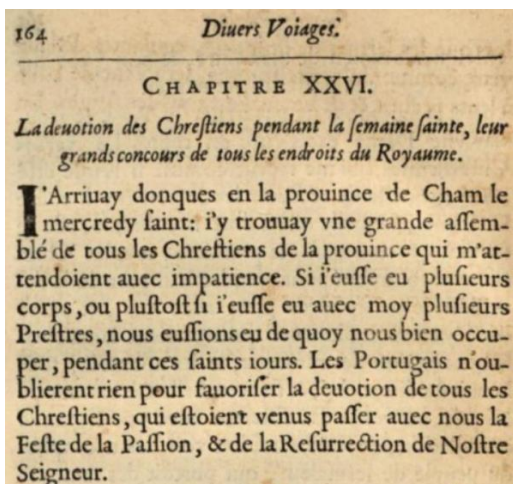 164 Diuers Voiages.
CHAPITRE XXVI.
La deuotion des Chreſtiens pendant la ſemaine ſainte, leur
grands concours de tous les endroits du Royaume.
I'Arriuay donques en la prouince de Cham le
mercredy ſaint: i'y trouuay vne grande aſſem-
blé de tous les Chreſtiens de la prouince qui m'at-
tendoient auec impatience. Si i'euſſe eu pluſieurs
corps, ou pluſtoſt ſi i'euſſe eu auec moy pluſieurs
Preſtres, nous euſſions eu de quoy nous bien occu-
per, pendant ces ſaints iours. Les Portugais n'ou-
blierent rien pour fauoriſer la deuotion de tous les
Chreſtiens, qui eſtoient venus paſſer auec nous la
Feſte de la Paſſion, & de la Reſurrection de Noſtre
Seigneur.